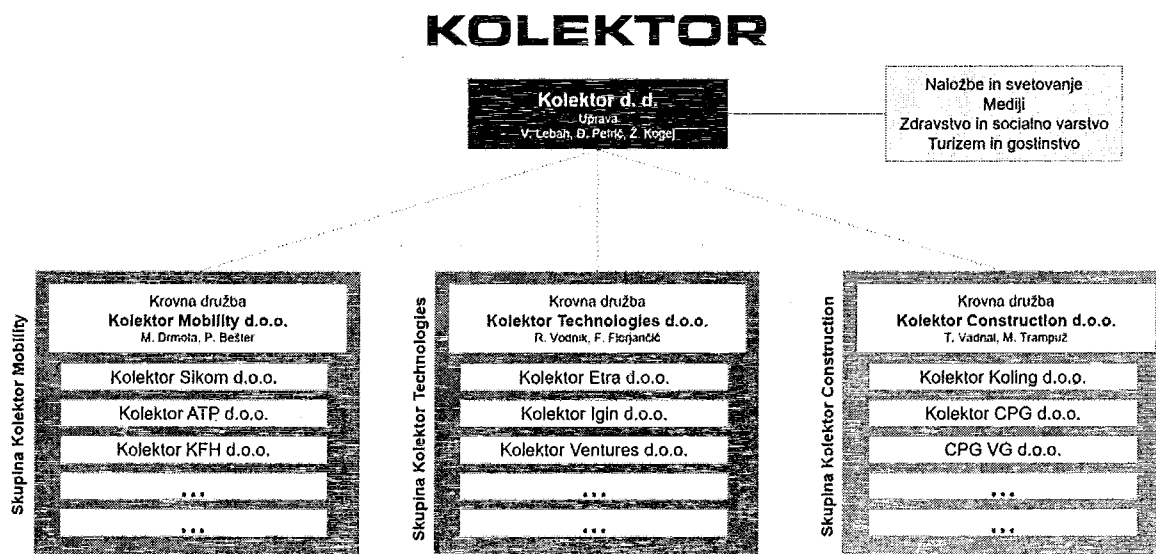 KOLEKTOR
Kolektor d. d.
Uprava
V. Leban, B. Petrič, Ž. Kogej
Naložbe in svetovanje
Mediji
Zdravstvo in socialno varstvo
Turizem in gostinstvo
Skupina Kolektor Mobility
Krovna družba
Kolektor Mobility d.o.o.
M. Drmota, P. Bešter
Kolektor Sikom d.o.o.
Kolektor ATP d.o.o.
Kolektor KFH d.o.o.
...
...
Skupina Kolektor Technologies
Krovna družba
Kolektor Technologies d.o.o.
R. Vodnik, F. Florjančič
Kolektor Etra d.o.o.
Kolektor Igin d.o.o.
Kolektor Ventures d.o.o.
...
...
Skupina Kolektor Construction
Krovna družba
Kolektor Construction d.o.o.
T. Vadnal, M. Trampuž
Kolektor Koling d.o.o.
Kolektor CPG d.o.o.
CPG VG d.o.o.
...
...